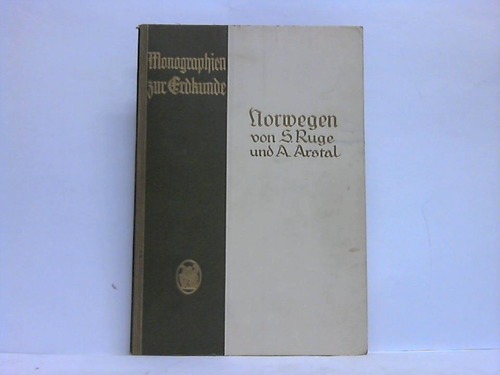 Monographien
zur Erdkunde
Norwegen
von S. Ruge
und A. Arstal